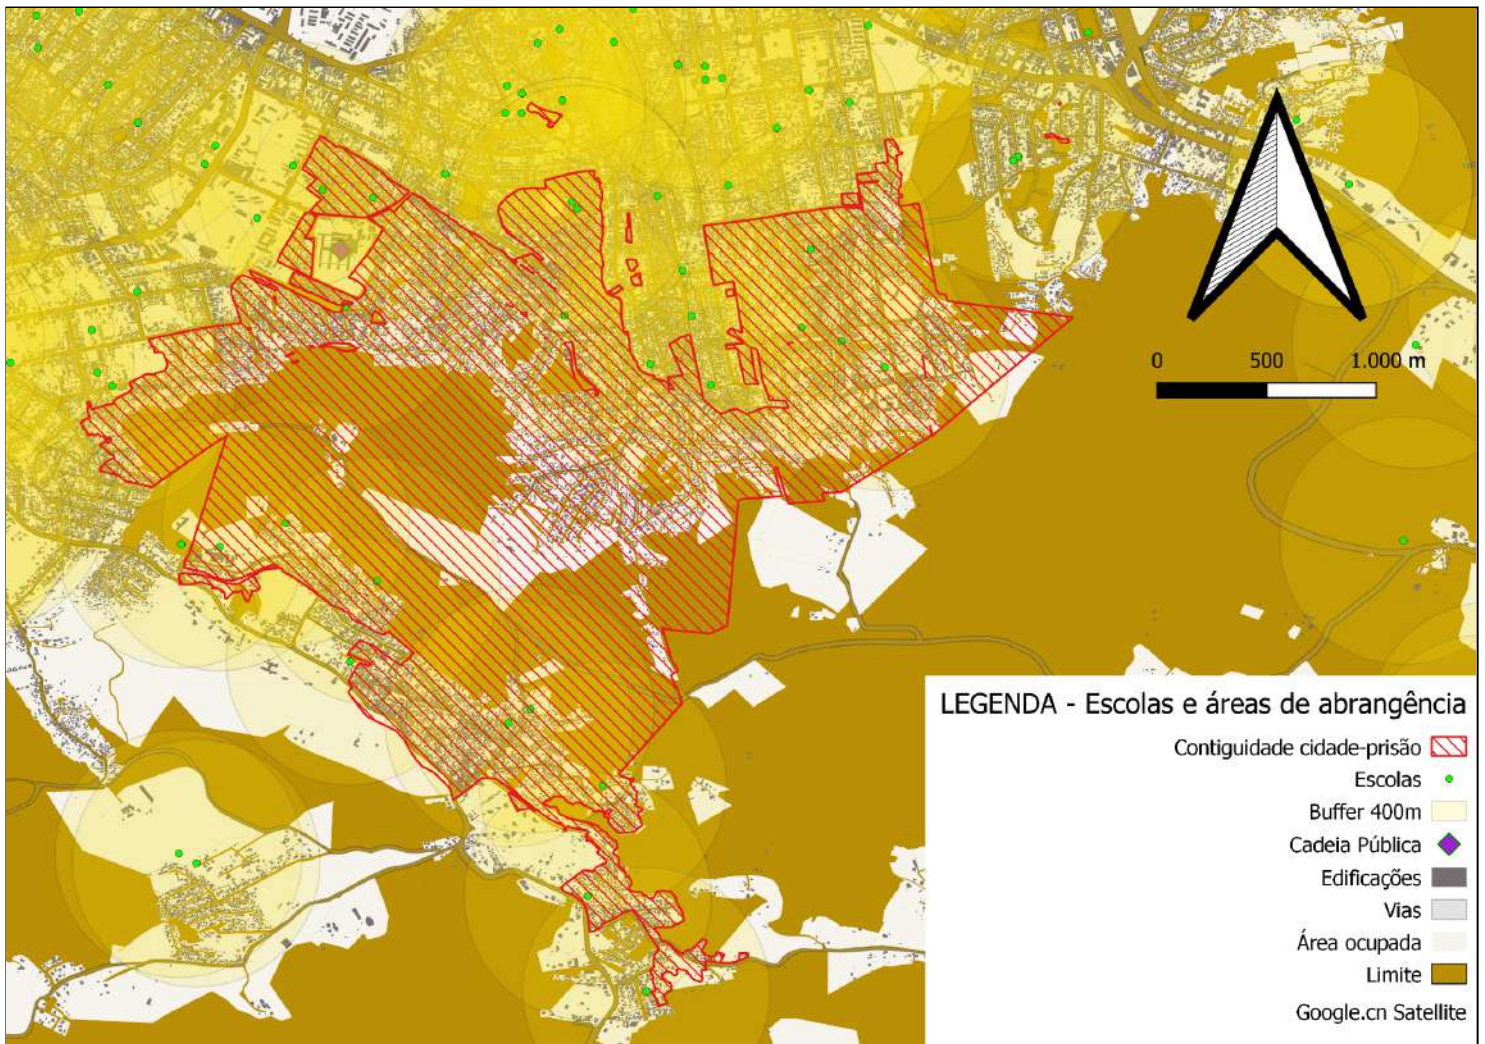 0 500 1.000 m
LEGENDA - Escolas e áreas de abrangência
Contiguidade cidade-prisão
Escolas
Buffer 400m
Cadeia Pública
Edificações
Vias
Área ocupada
Limite
Google.cn Satellite